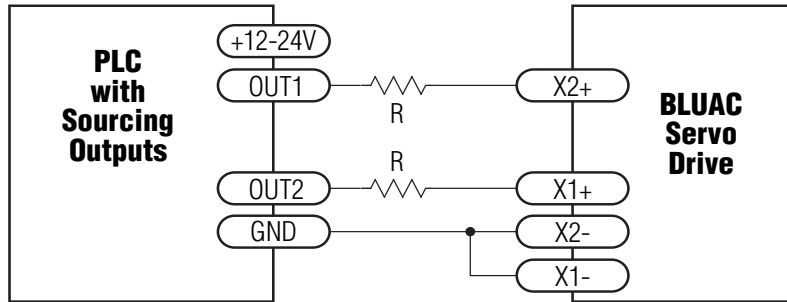 PLC
with
Sourcing
Outputs
+12-24V
OUT1
R
X2+
OUT2
R
X1+
GND
X2-
X1-
BLUAC
Servo
Drive